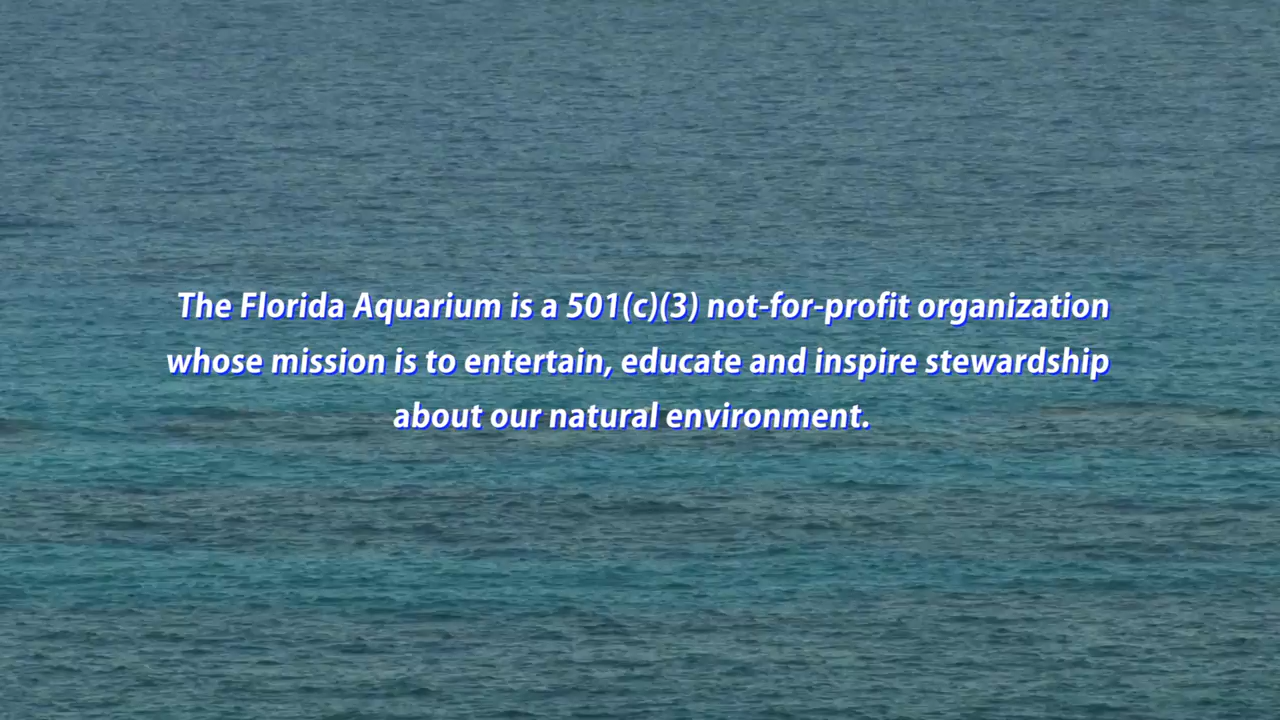 The Florida Aquarium is a 501(c)(3) not-for-profit organization
whose mission is to entertain, educate and inspire stewardship
about our natural environment.